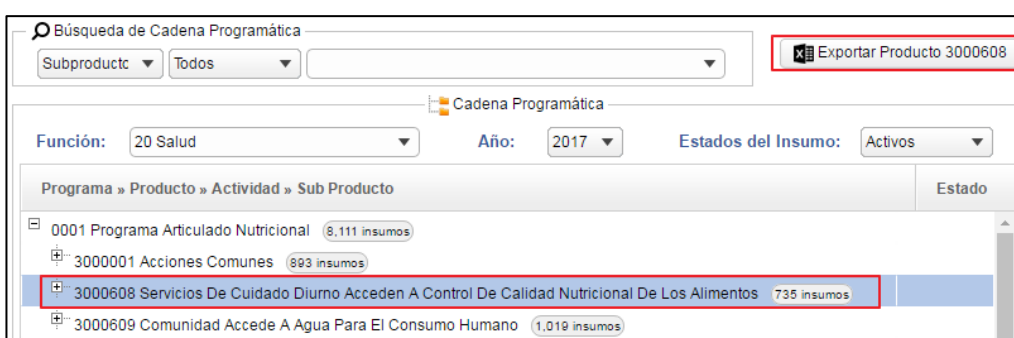 Búsqueda de Cadena Programática
Subproductc Todos
Exportar Producto 3000608
Cadena Programática
Función: 20 Salud Año: 2017 Estados del Insumo: Activos
Programa » Producto » Actividad » Sub Producto Estado
0001 Programa Articulado Nutricional 8,111 insumos
3000001 Acciones Comunes 893 insumos
3000608 Servicios De Cuidado Diurno Acceden A Control De Calidad Nutricional De Los Alimentos 735 insumos
3000609 Comunidad Accede A Agua Para El Consumo Humano 1,019 insumos